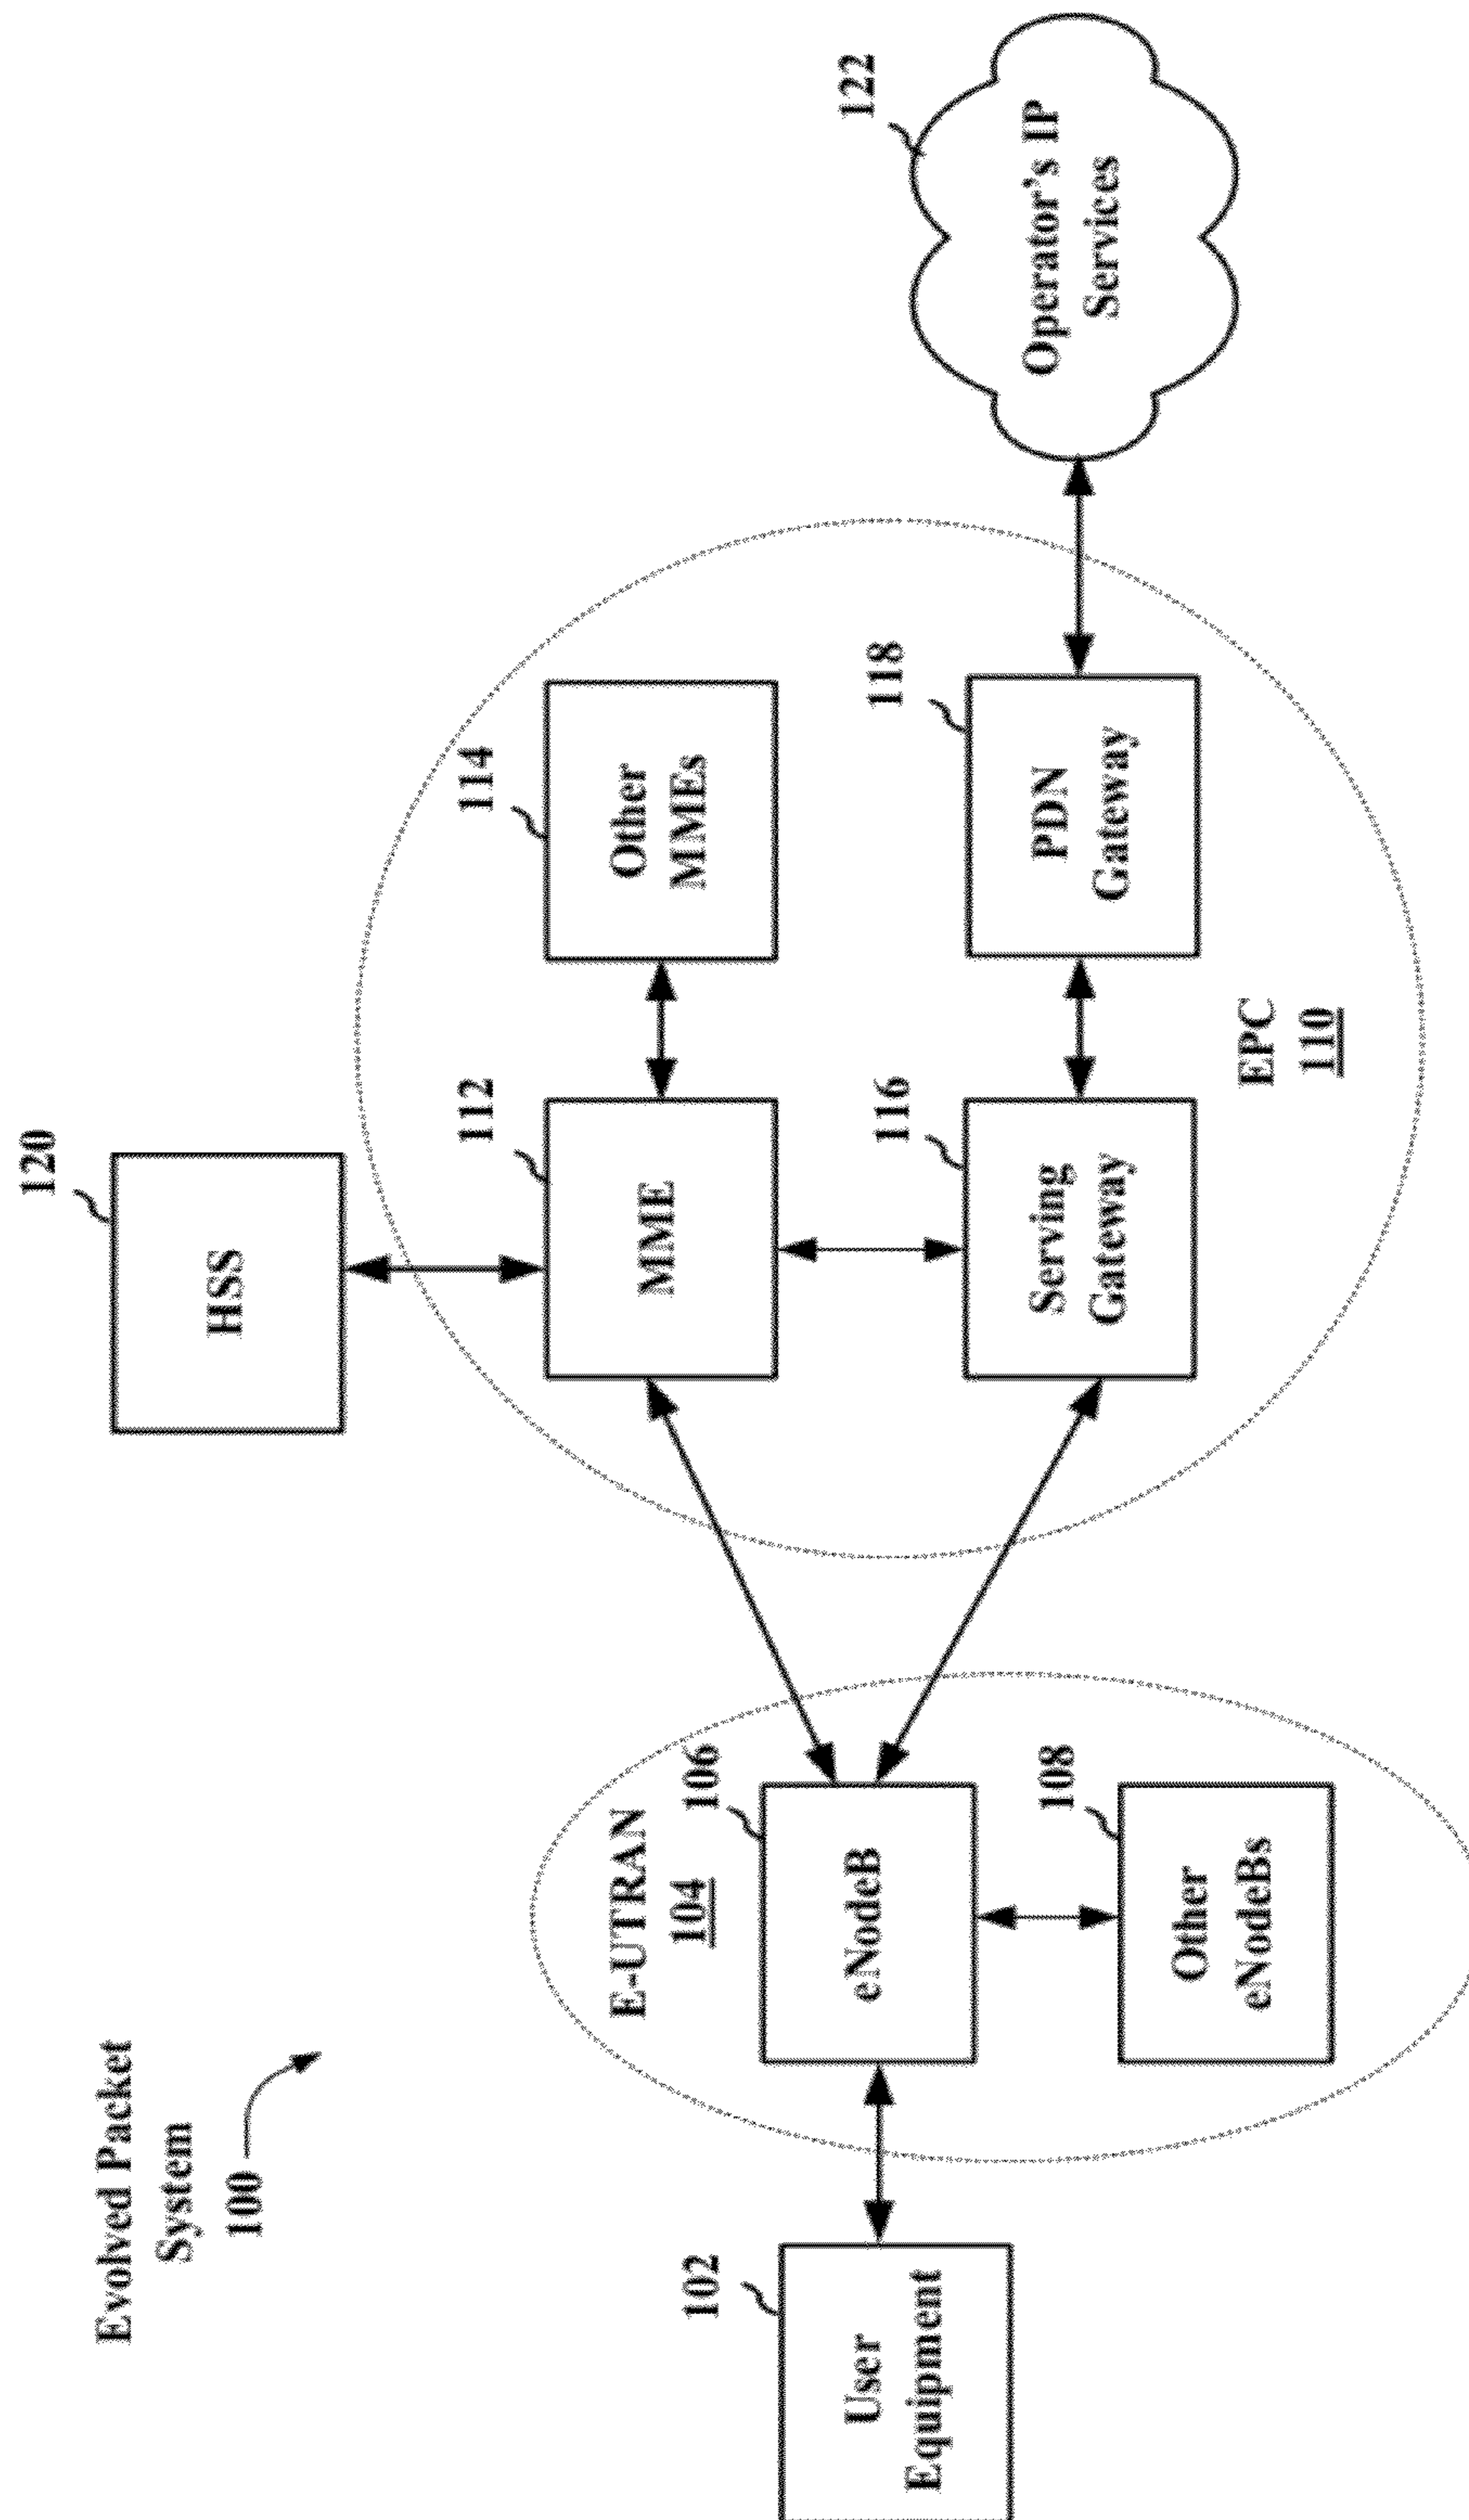 Evolved Packet
System
100
120
HSS
112
MME
114
Other
MMEs
122
Operator's IP
Services
E-UTRAN
104
106
eNodeB
102
User
Equipment
116
Serving
Gateway
118
PDN
Gateway
108
Other
eNodeBs
EPC
110